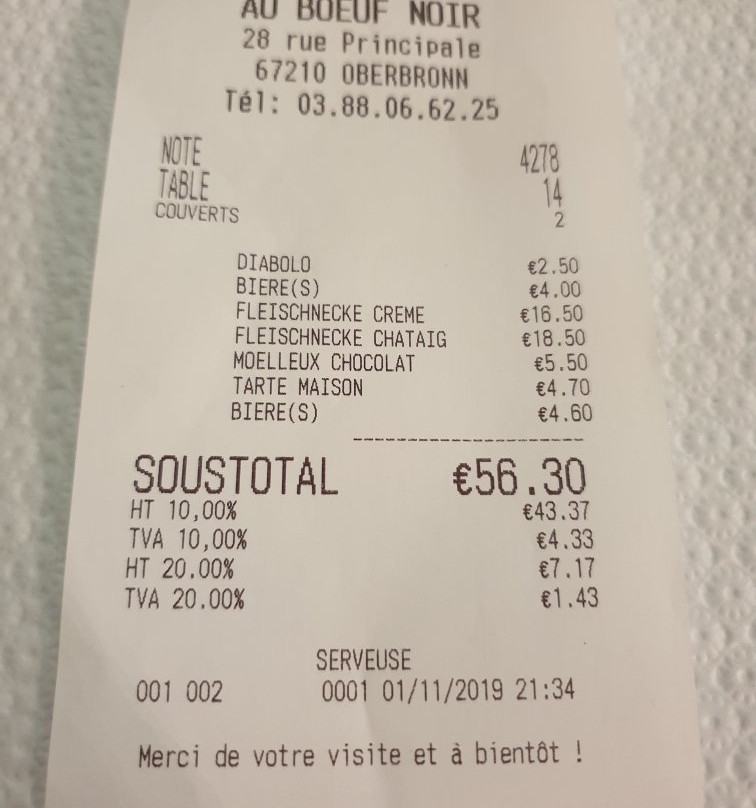 AU BOEUF NOIR
28 rue Principale
67210 OBERBRONN
Tél: 03.88.06.62.25
NOTE 4278
TABLE 14
COUVERTS 2
DIABOLO €2.50
BIERE(S) €4.00
FLEISCHNECKE CREME €16.50
FLEISCHNECKE CHATAIG €18.50
MOELLEUX CHOCOLAT €5.50
TARTE MAISON €4.70
BIERE(S) €4.60
SOUSTOTAL €56.30
HT 10,00% €43.37
TVA 10,00% €4.33
HT 20.00% €7.17
TVA 20.00% €1.43
SERVEUSE
001 002 0001 01/11/2019 21:34
Merci de votre visite et à bientôt !